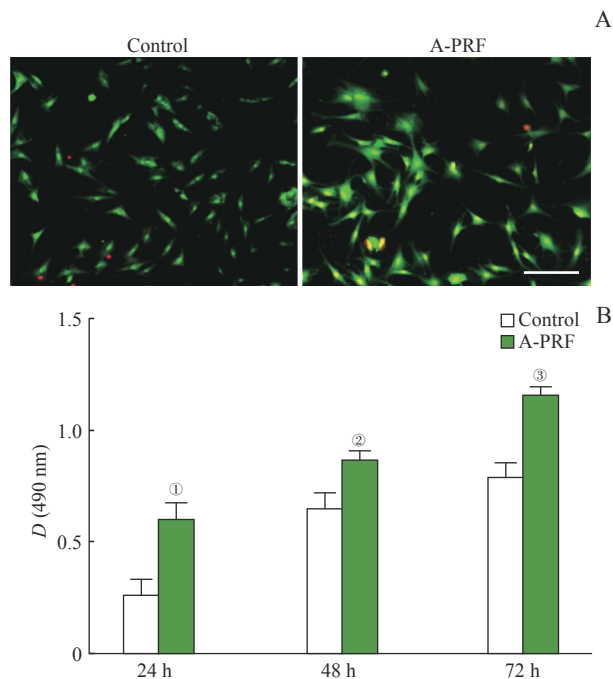 A
Control
A-PRF
B
1.5
1.0
0.5
0
D (490 nm)
Control
A-PRF
①
②
③
24 h
48 h
72 h